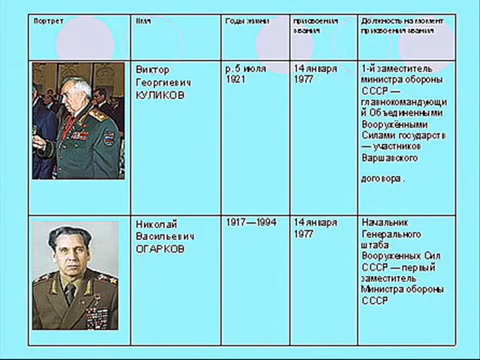 Портрет
Имя
Годы жизни
присвоения
звания
Должность на момент
присвоения звания
Виктор
Георгиевич
КУЛИКОВ
р. 5 июля
1921
14 января
1977
1-й заместитель
министра обороны
СССР —
главнокомандующи
й Объединенными
Вооружёнными
Силами государств
— участников
Варшавского
договора.
Николай
Васильевич
ОГАРКОВ
1917—1994
14 января
1977
Начальник
Генерального
штаба
Вооруженных Сил
СССР — первый
заместитель
Министра обороны
СССР